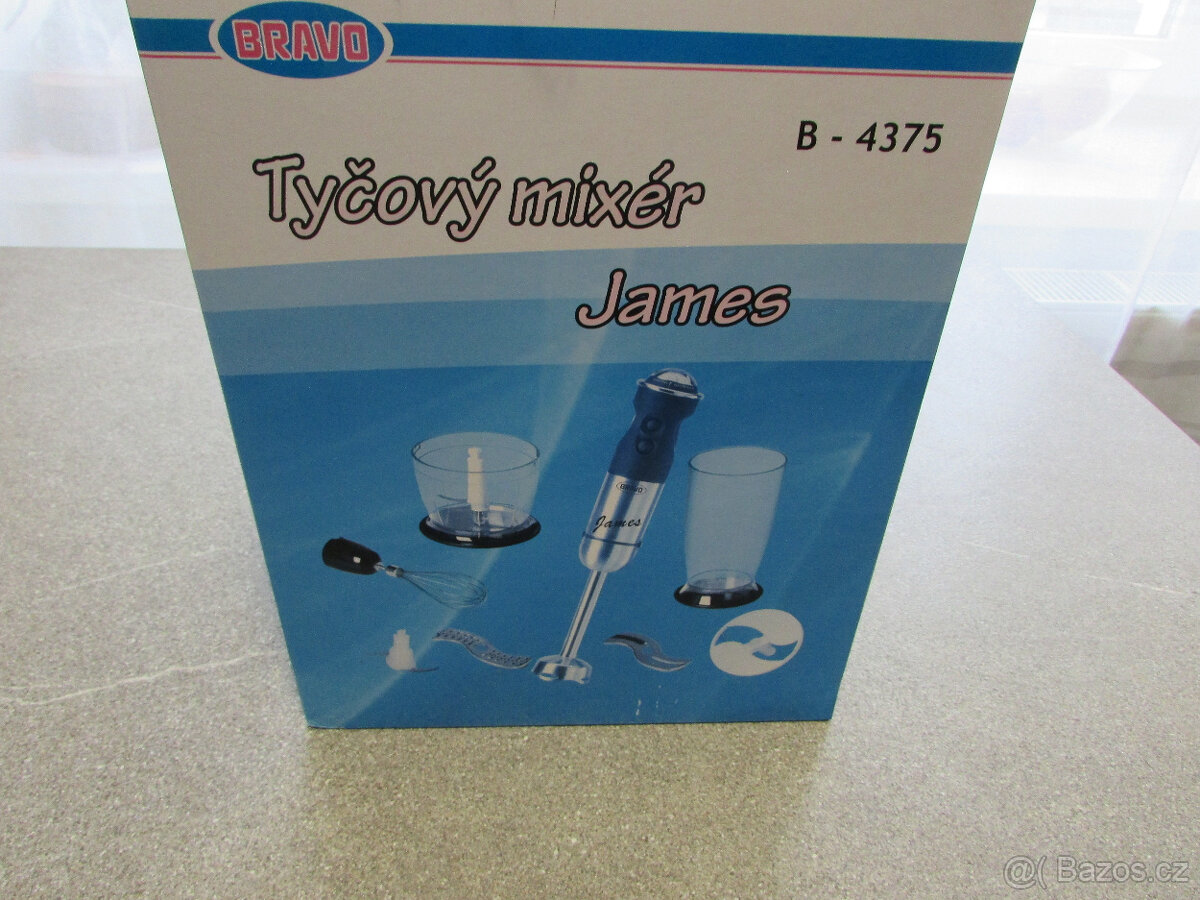 BRAVO
B - 4375
Tyčový mixér
James
BRAVO
James
@( Bazos.cz